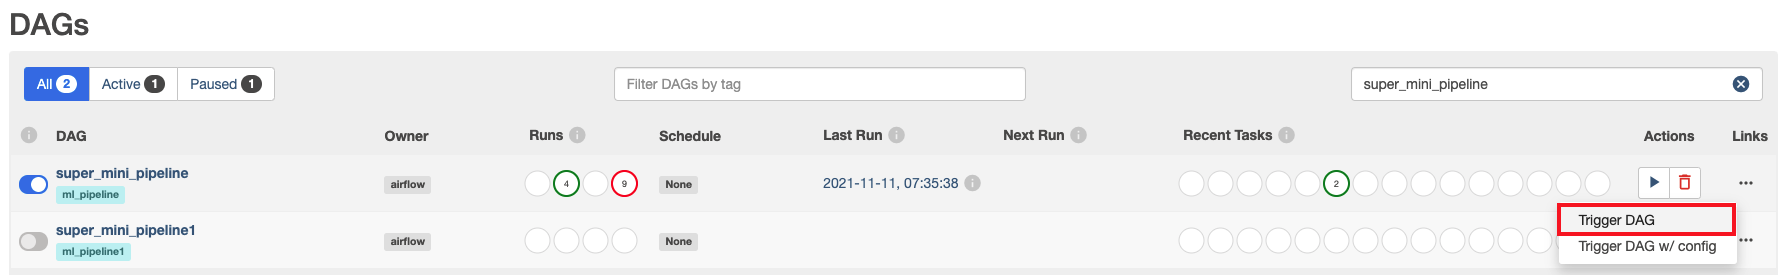 DAGs
All 2 Active 1 Paused 1 Filter DAGs by tag super_mini_pipeline
DAG Owner Runs Schedule Last Run Next Run Recent Tasks Actions Links
super_mini_pipeline
ml_pipeline airflow 4 9 None 2021-11-11, 07:35:38 2
Trigger DAG
super_mini_pipeline1
ml_pipeline1 airflow None
Trigger DAG w/ config